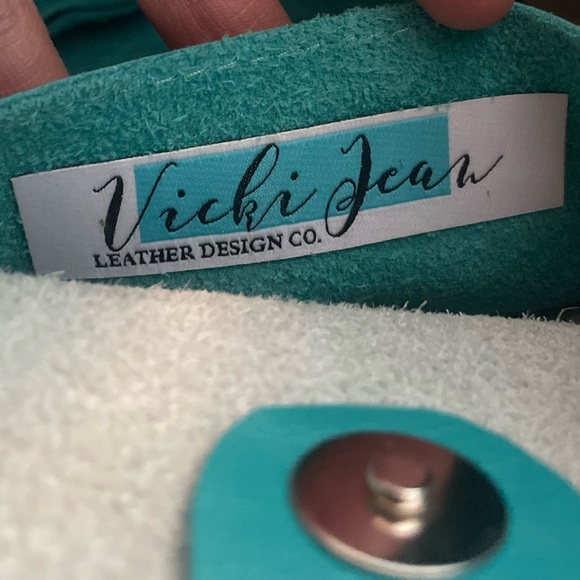 Vicki Jean
LEATHER DESIGN CO.